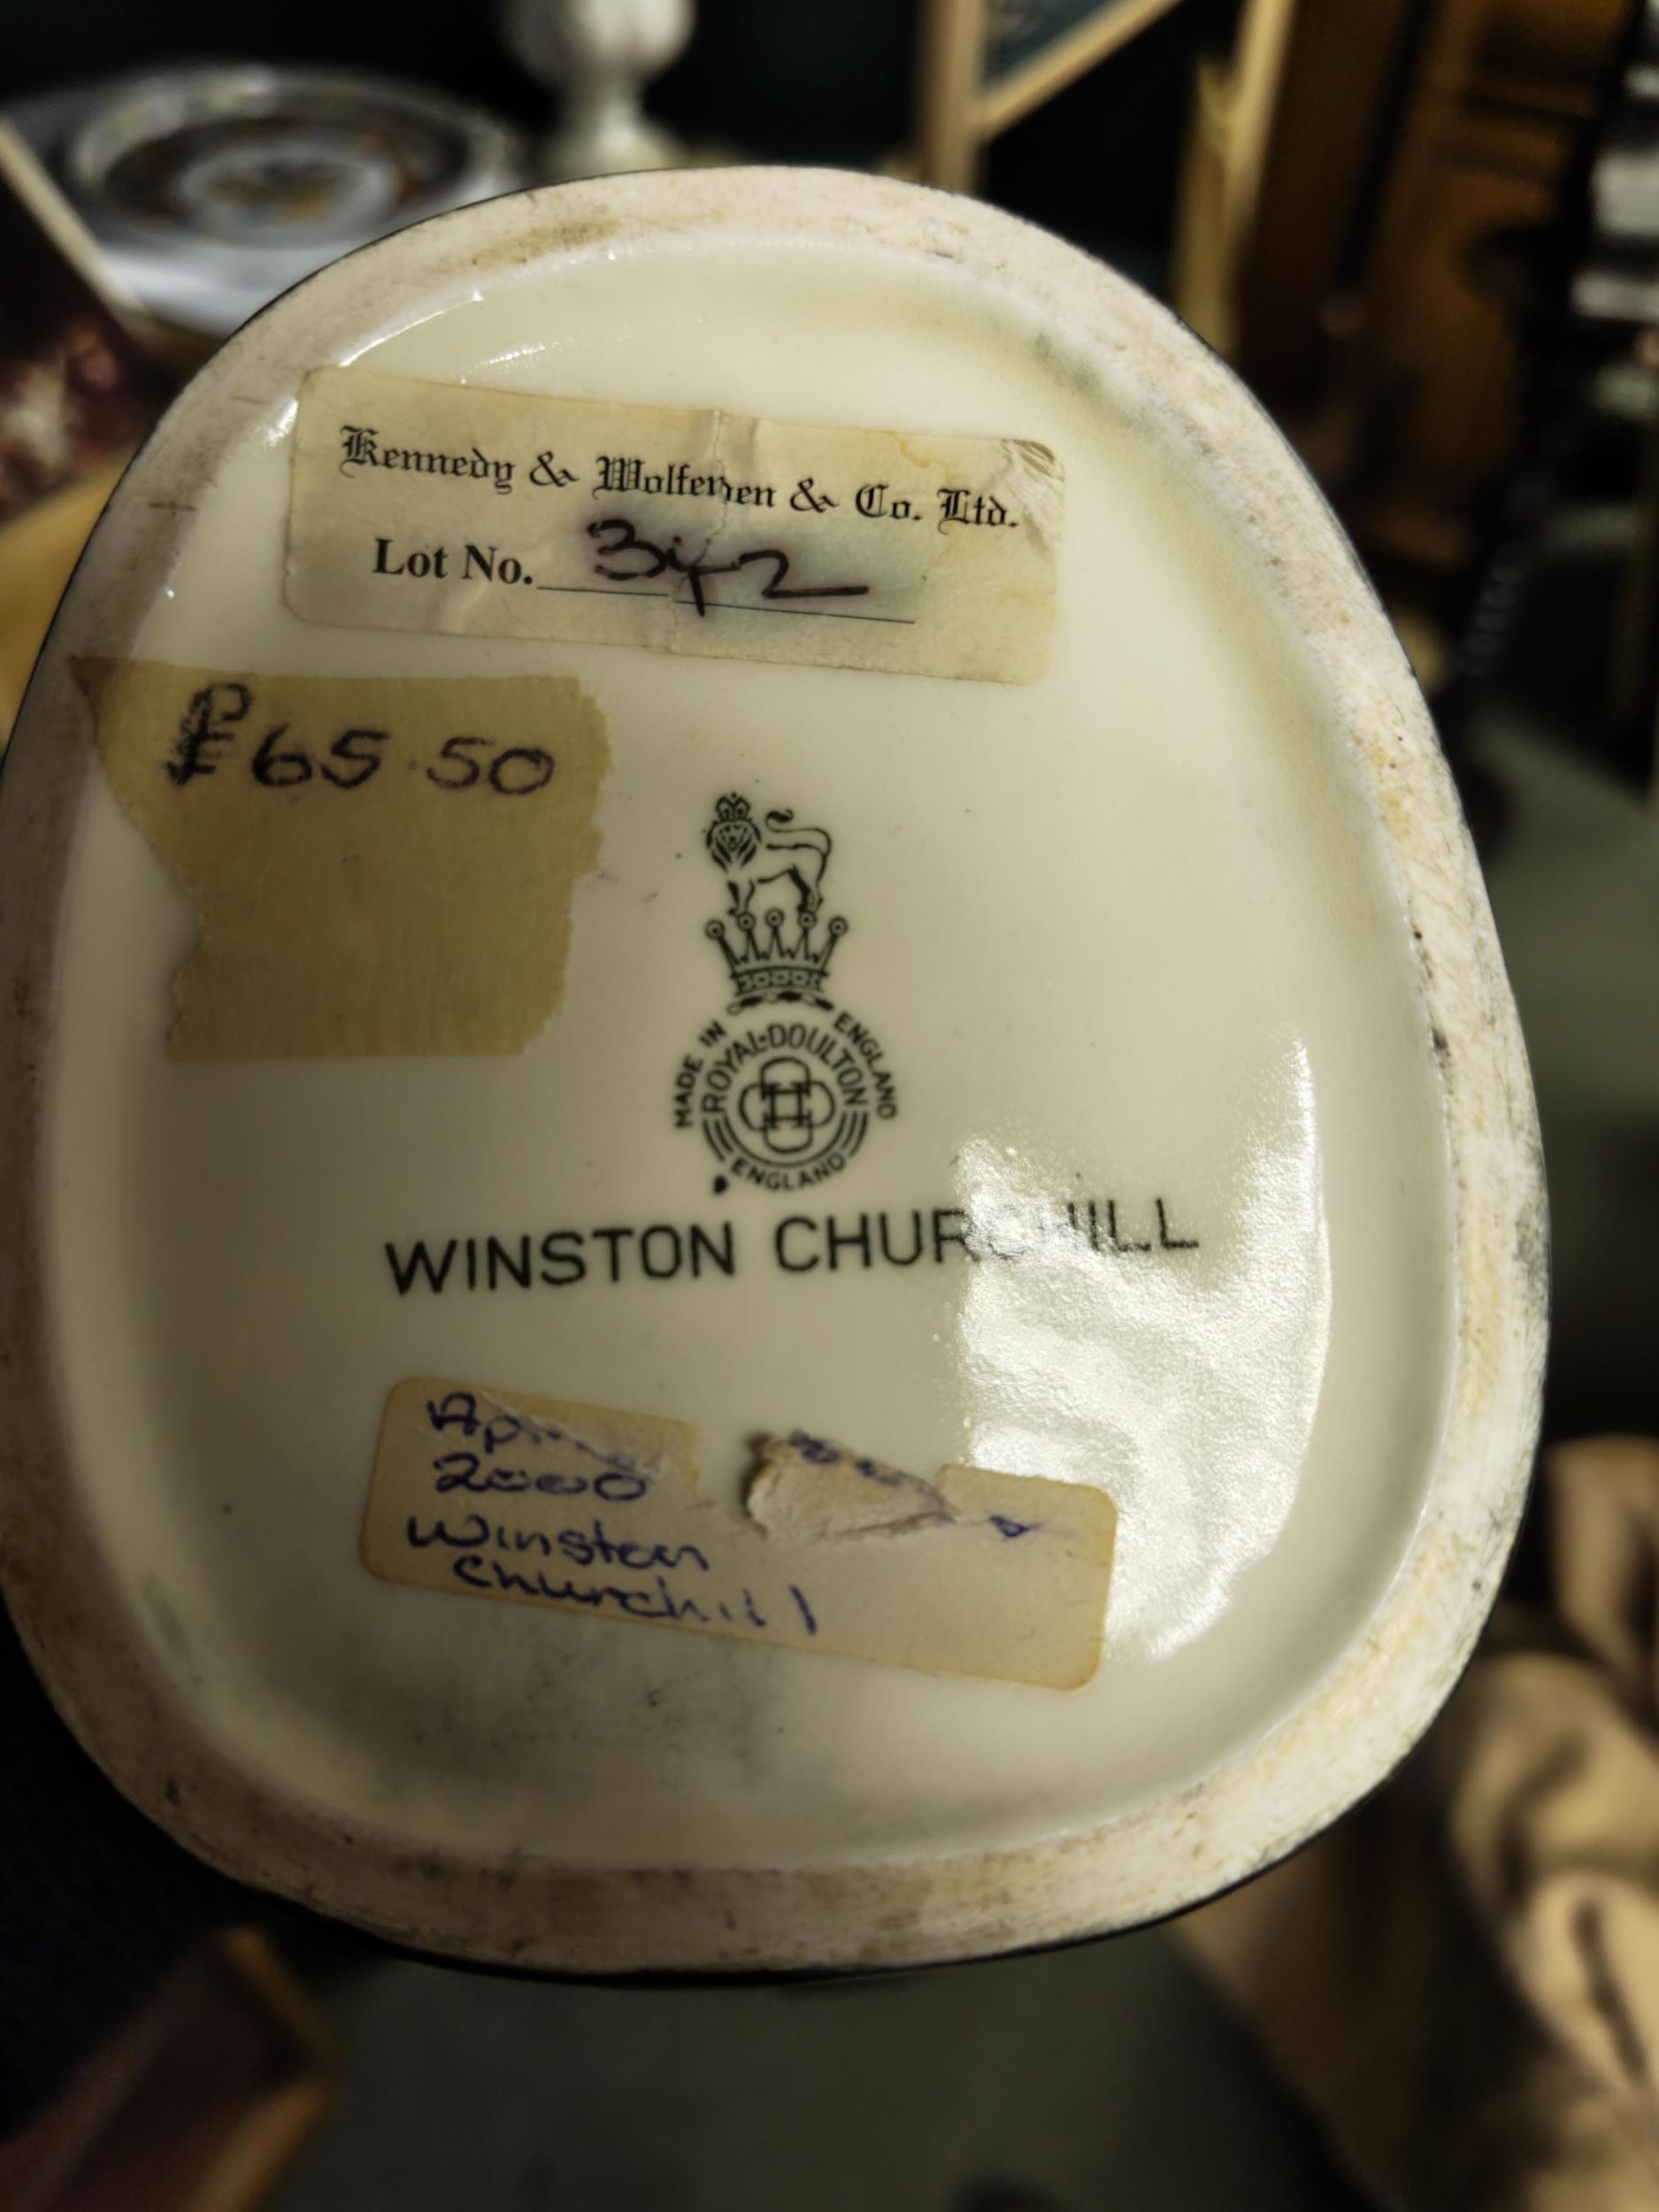 Kennedy & Wolfenden & Co. Ltd.
Lot No. 342
£65.50
MADE IN ENGLAND
ROYAL·DOULTON
ENGLAND
WINSTON CHURCHILL
2000
Winston
Churchill